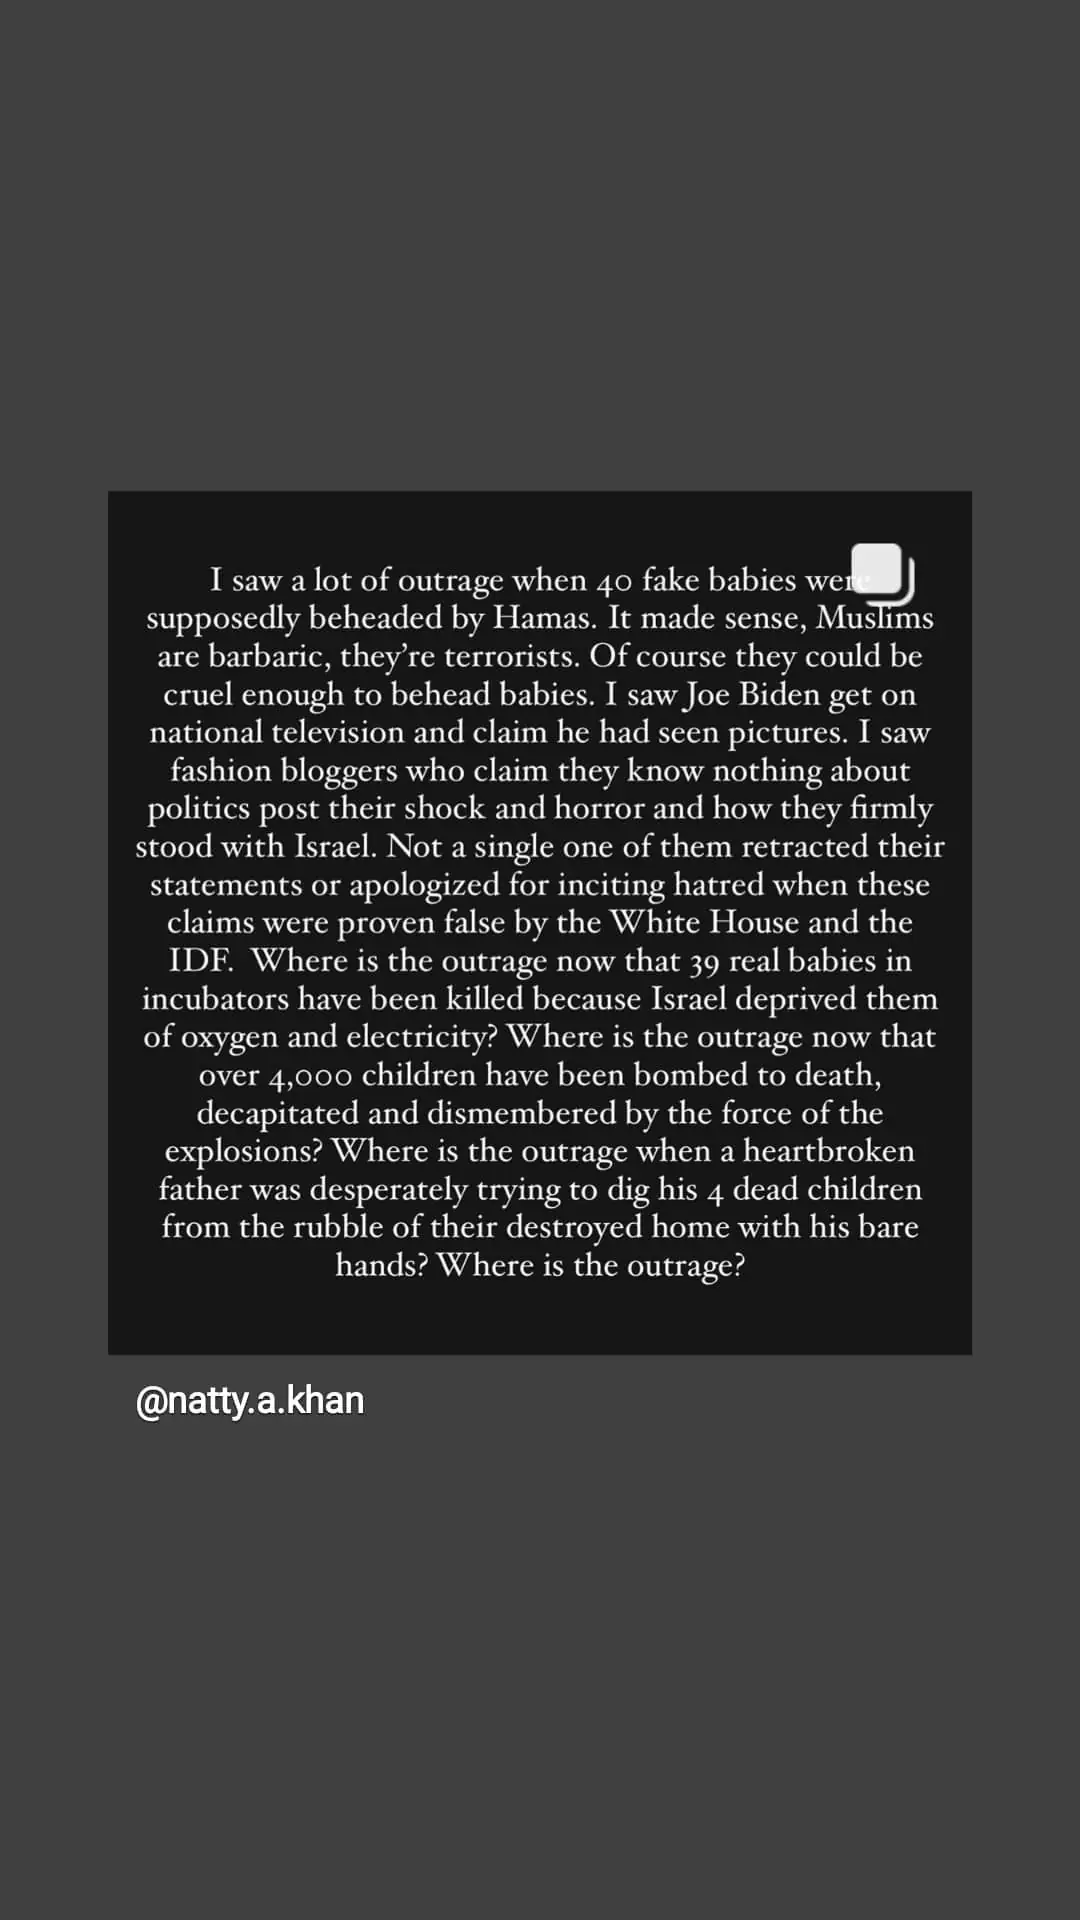 I saw a lot of outrage when 40 fake babies were
supposedly beheaded by Hamas. It made sense, Muslims
are barbaric, they're terrorists. Of course they could be
cruel enough to behead babies. I saw Joe Biden get on
national television and claim he had seen pictures. I saw
fashion bloggers who claim they know nothing about
politics post their shock and horror and how they firmly
stood with Israel. Not a single one of them retracted their
statements or apologized for inciting hatred when these
claims were proven false by the White House and the
IDF.  Where is the outrage now that 39 real babies in
incubators have been killed because Israel deprived them
of oxygen and electricity? Where is the outrage now that
over 4,000 children have been bombed to death,
decapitated and dismembered by the force of the
explosions? Where is the outrage when a heartbroken
father was desperately trying to dig his 4 dead children
from the rubble of their destroyed home with his bare
hands? Where is the outrage?
@natty.a.khan